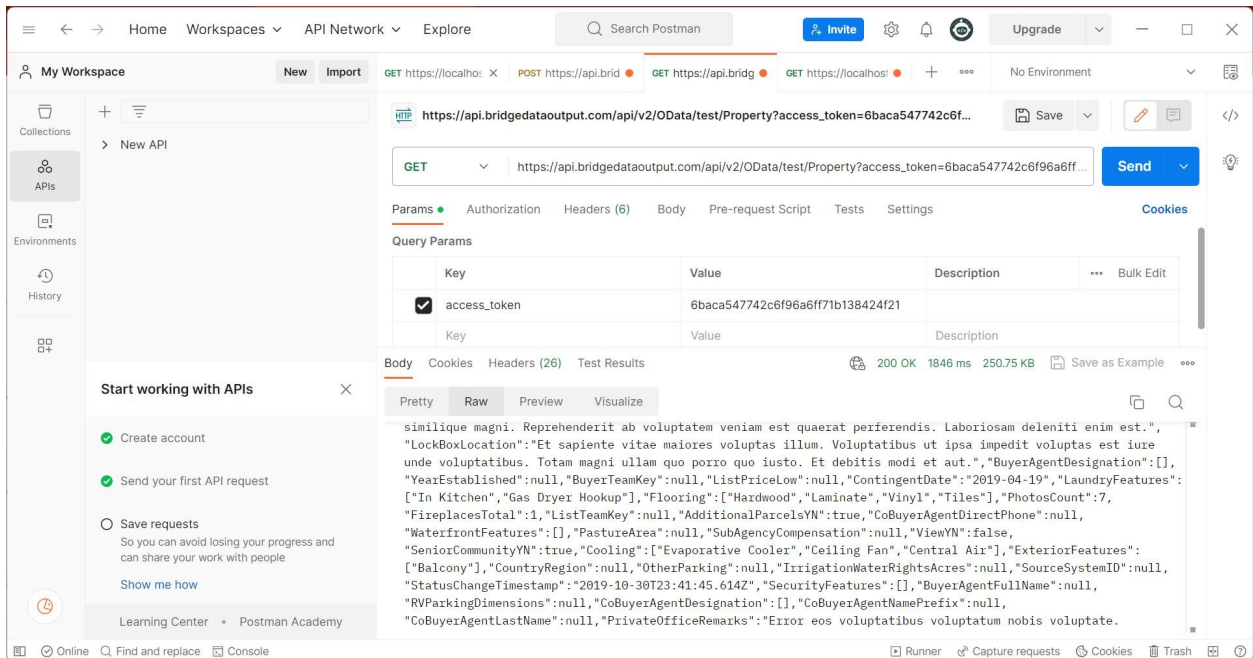 Home Workspaces API Network Explore Search Postman Invite Upgrade
My Workspace New Import GET https://localhos POST https://api.brid GET https://api.bridg GET https://localhost No Environment
Collections
New API
APIs
Environments
History
HTTP https://api.bridgedataoutput.com/api/v2/OData/test/Property?access_token=6baca547742c6f... Save
GET https://api.bridgedataoutput.com/api/v2/OData/test/Property?access_token=6baca547742c6f96a6ff... Send
Params Authorization Headers (6) Body Pre-request Script Tests Settings Cookies
Query Params
Key Value Description Bulk Edit
access_token 6baca547742c6f96a6ff71b138424f21
Key Value Description
Body Cookies Headers (26) Test Results 200 OK 1846 ms 250.75 KB Save as Example
Pretty Raw Preview Visualize
similique magni. Reprehenderit ab voluptatem veniam est quaerat perferendis. Laboriosam deleniti enim est.",
"LockBoxLocation":"Et sapiente vitae maiores voluptas illum. Voluptatibus ut ipsa impedit voluptas est iure
unde voluptatibus. Totam magni ullam quo porro quo iusto. Et debitis modi et aut.","BuyerAgentDesignation":[],
"YearEstablished":null,"BuyerTeamKey":null,"ListPriceLow":null,"ContingentDate":"2019-04-19","LaundryFeatures":
["In Kitchen","Gas Dryer Hookup"],"Flooring":["Hardwood","Laminate","Vinyl","Tiles"],"PhotosCount":7,
"FireplacesTotal":1,"ListTeamKey":null,"AdditionalParcelsYN":true,"CoBuyerAgentDirectPhone":null,
"WaterfrontFeatures":[],"PastureArea":null,"SubAgencyCompensation":null,"ViewYN":false,
"SeniorCommunityYN":true,"Cooling":["Evaporative Cooler","Ceiling Fan","Central Air"],"ExteriorFeatures":
["Balcony"],"CountryRegion":null,"OtherParking":null,"IrrigationWaterRightsAcres":null,"SourceSystemID":null,
"StatusChangeTimestamp":"2019-10-30T23:41:45.614Z","SecurityFeatures":[],"BuyerAgentFullName":null,
"RVParkingDimensions":null,"CoBuyerAgentDesignation":[],"CoBuyerAgentNamePrefix":null,
"CoBuyerAgentLastName":null,"PrivateOfficeRemarks":"Error eos voluptatibus voluptatum nobis voluptate.
Start working with APIs
Create account
Send your first API request
Save requests
So you can avoid losing your progress and
can share your work with people
Show me how
Learning Center Postman Academy
Online Find and replace Console Runner Capture requests Cookies Trash